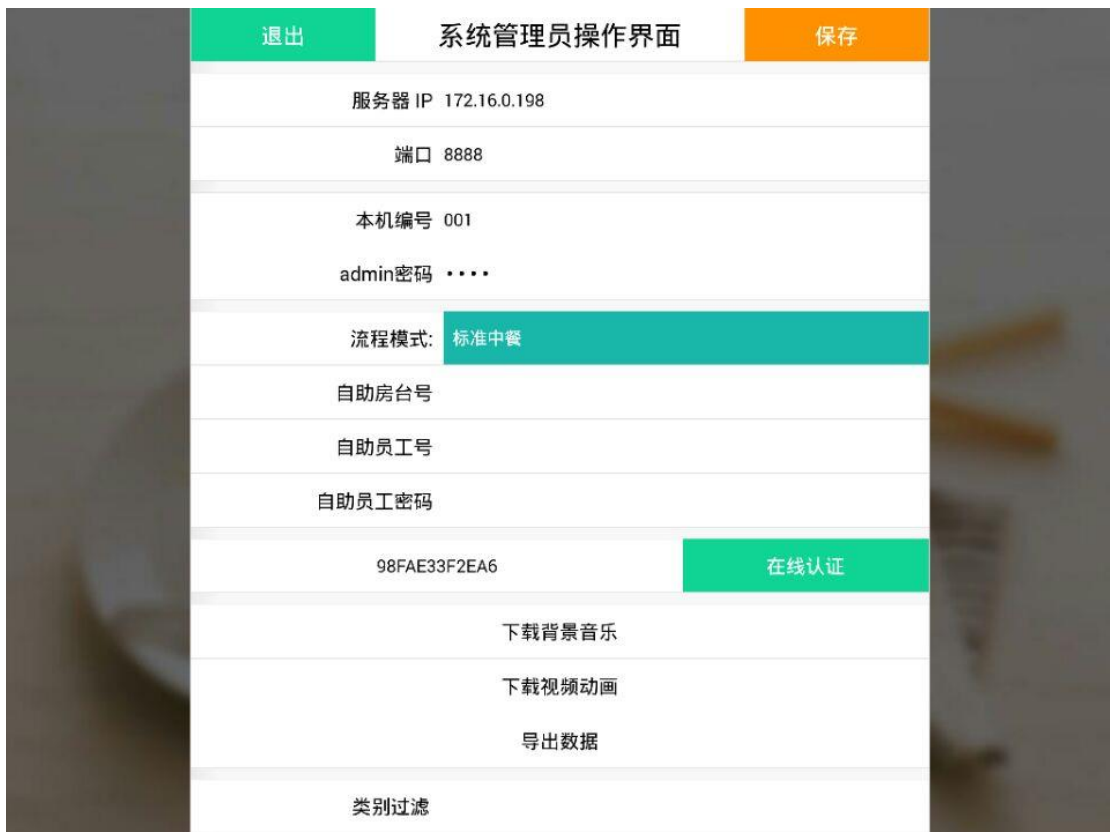 退出 系统管理员操作界面 保存
服务器 IP 172.16.0.198
端口 8888
本机编号 001
admin密码 ••••
流程模式: 标准中餐
自助房台号
自助员工号
自助员工密码
98FAE33F2EA6 在线认证
下载背景音乐
下载视频动画
导出数据
类别过滤